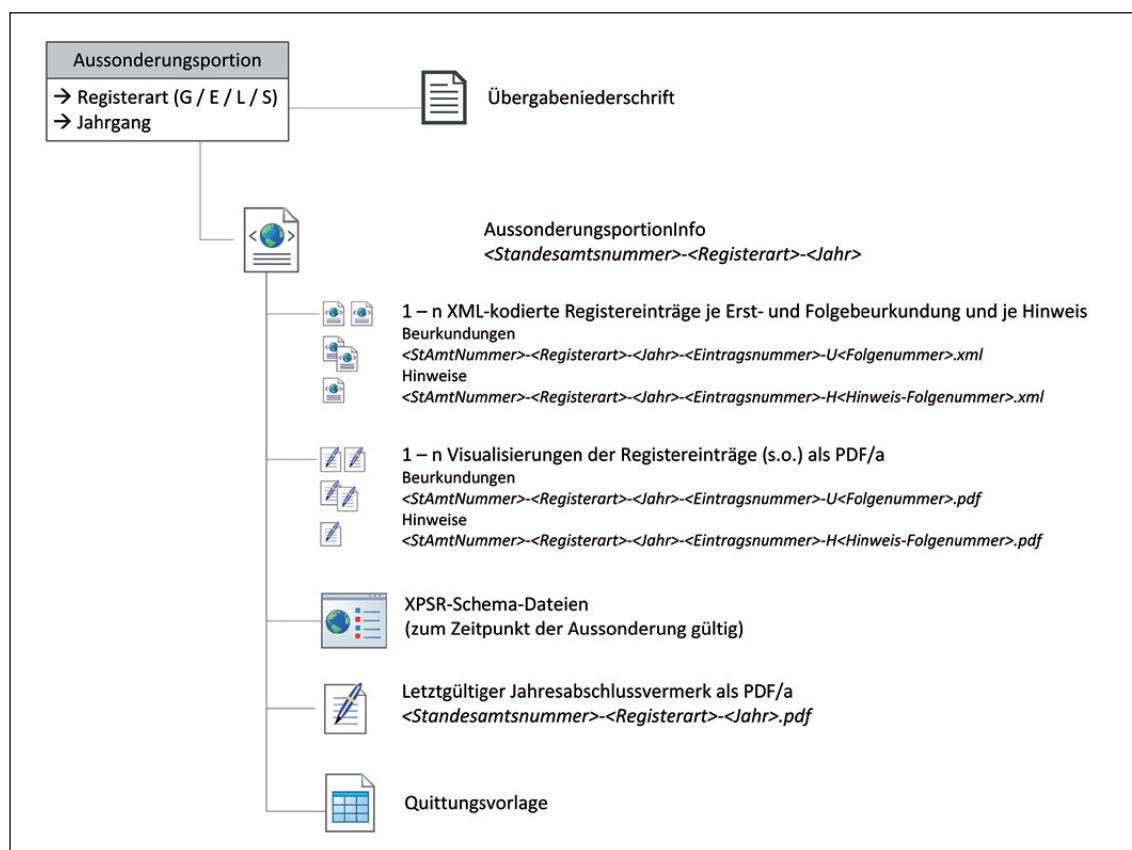 Aussonderungsportion
→ Registerart (G / E / L / S)
→ Jahrgang
Übergabeniederschrift
AussonderungsportionInfo
<Standesamtsnummer>-<Registerart>-<Jahr>
1 – n XML-kodierte Registereinträge je Erst- und Folgebeurkundung und je Hinweis
Beurkundungen
<StAmtNummer>-<Registerart>-<Jahr>-<Eintragsnummer>-U<Folgenummer>.xml
Hinweise
<StAmtNummer>-<Registerart>-<Jahr>-<Eintragsnummer>-H<Hinweis-Folgenummer>.xml
1 – n Visualisierungen der Registereinträge (s.o.) als PDF/a
Beurkundungen
<StAmtNummer>-<Registerart>-<Jahr>-<Eintragsnummer>-U<Folgenummer>.pdf
Hinweise
<StAmtNummer>-<Registerart>-<Jahr>-<Eintragsnummer>-H<Hinweis-Folgenummer>.pdf
XPSR-Schema-Dateien
(zum Zeitpunkt der Aussonderung gültig)
Letztgültiger Jahresabschlussvermerk als PDF/a
<Standesamtsnummer>-<Registerart>-<Jahr>.pdf
Quittungsvorlage